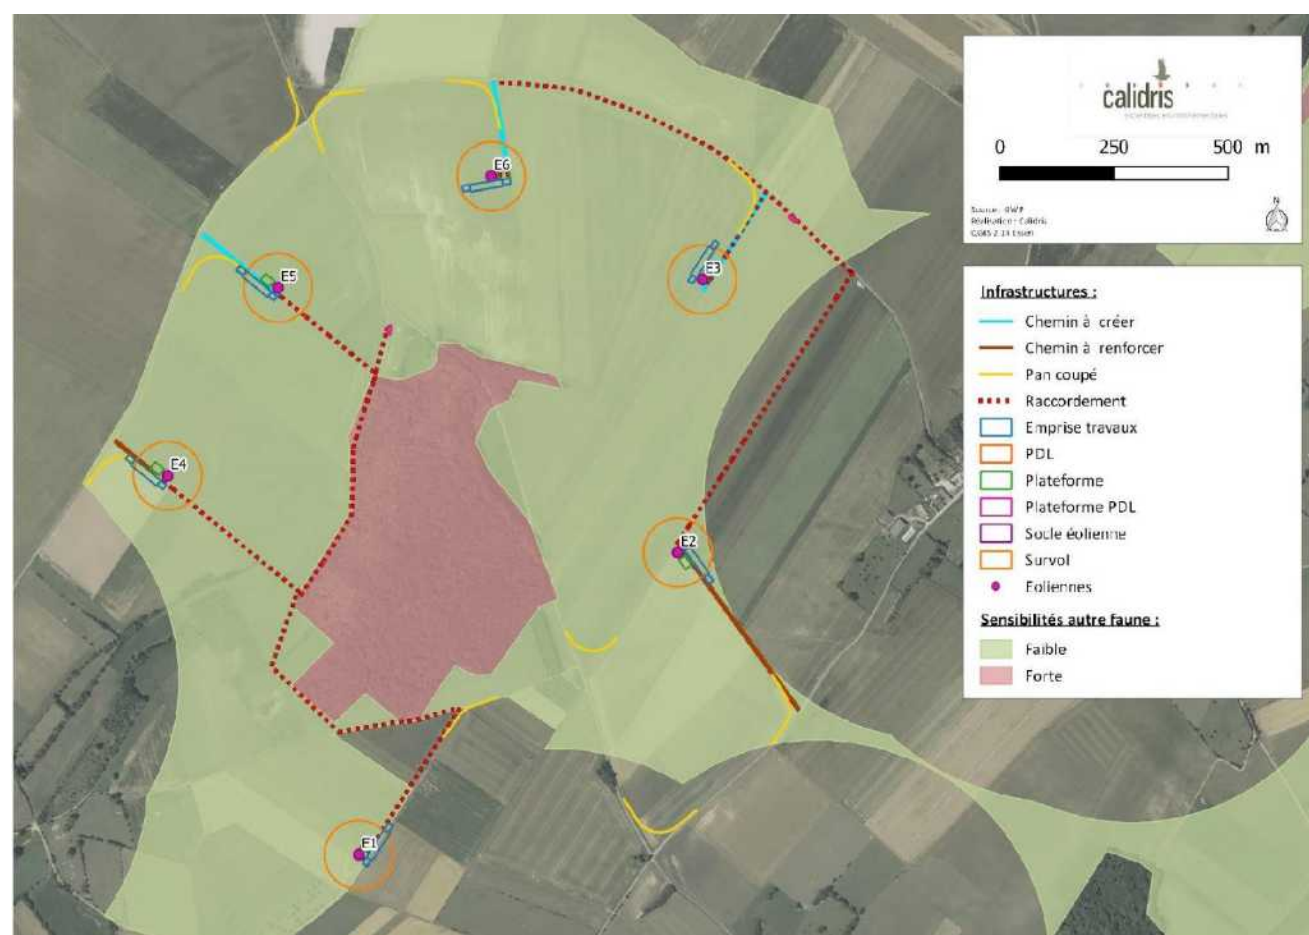 calidris
0 250 500 m
N
Infrastructures :
Chemin à créer
Chemin à renforcer
Pan coupé
Raccordement
Emprise travaux
PDL
Plateforme
Plateforme PDL
Socle éolienne
Survol
Eoliennes
Sensibilités autre faune :
Faible
Forte
E6
E3
E5
E4
E2
E1